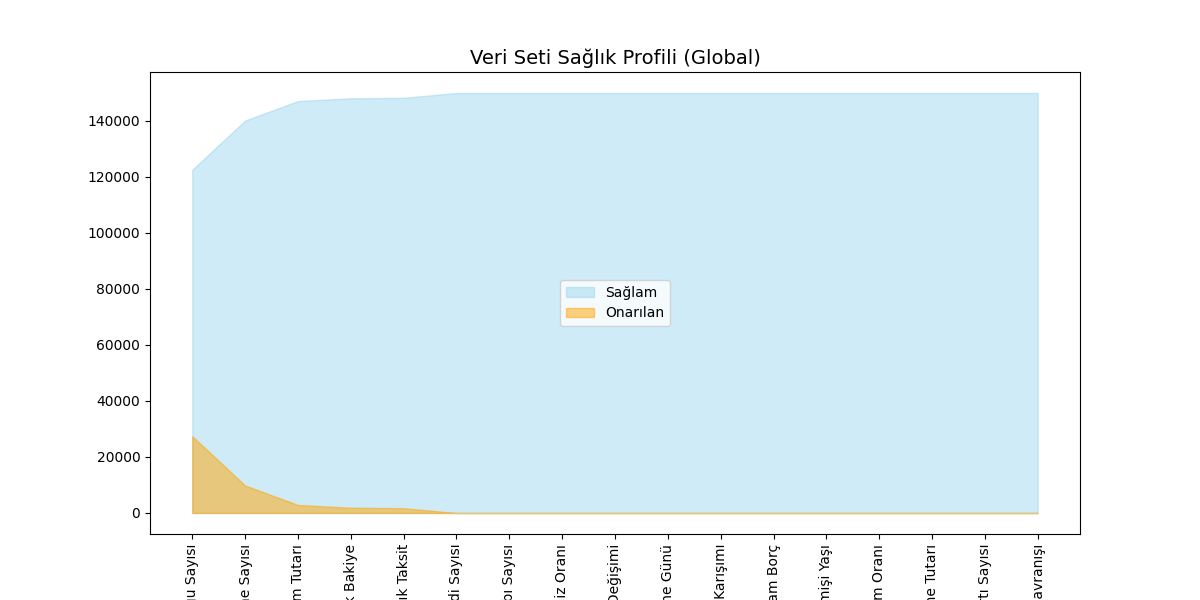 Veri Seti Sağlık Profili (Global)
140000
120000
100000
80000
60000
40000
20000
0
Sağlam
Onarılan
Sayısı
Sayısı
Tutarı
Bakiye
Taksit
Sayısı
Sayısı
Oranı
Değişimi
Günü
Karışımı
Borç
Yaşı
Oranı
Tutarı
Sayısı